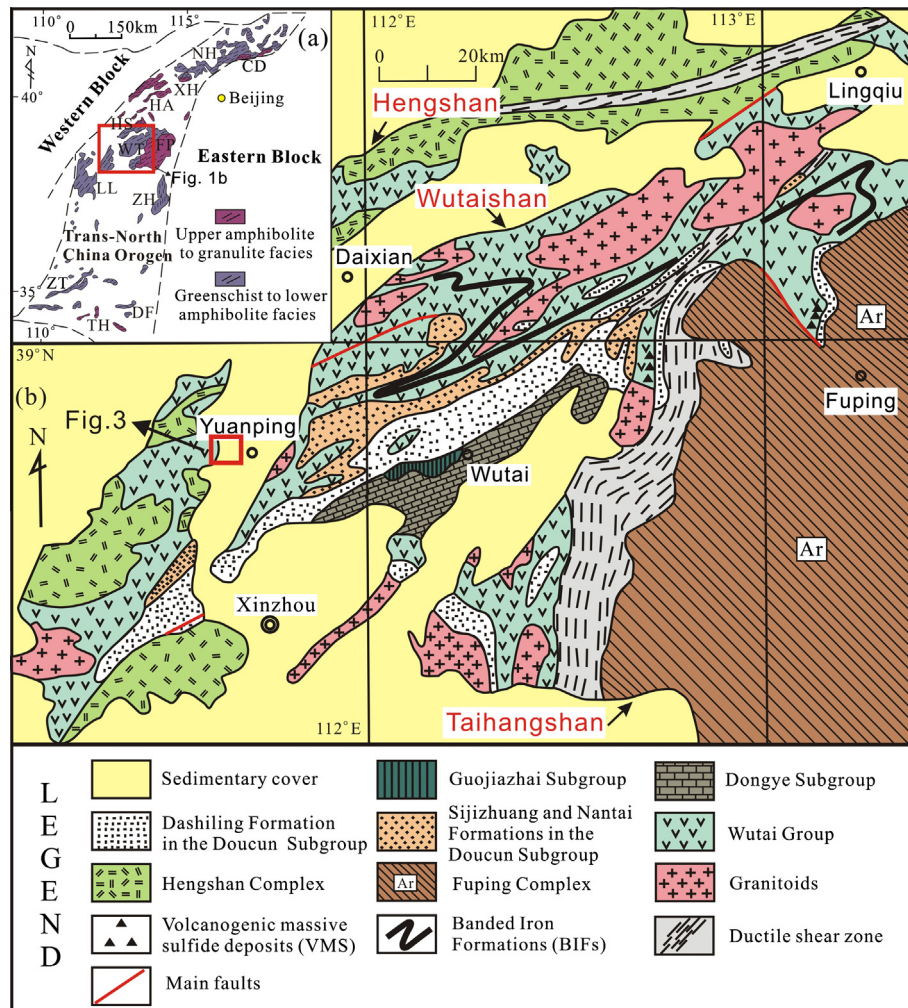 110°
115°
0 150km
(a)
N
NH
CD
XH
HA
40°
Beijing
Western Block
HS
WT
FP
Eastern Block
Fig. 1b
LL
ZH
Upper amphibolite
to granulite facies
Trans-North
China Orogen
Greenschist to lower
amphibolite facies
ZT
35°
TH
DF
110°
112°E
113°E
0 20km
Lingqiu
Hengshan
Wutaishan
Daixian
Ar
39°N
(b)
Fuping
Fig.3
Yuanping
N
Wutai
Ar
Xinzhou
112°E
Taihangshan
LEGEND
Sedimentary cover
Guojiazhai Subgroup
Dongye Subgroup
Dashiling Formation
in the Doucun Subgroup
Sijizhuang and Nantai
Formations in the
Doucun Subgroup
Wutai Group
Hengshan Complex
Ar
Fuping Complex
Granitoids
Volcanogenic massive
sulfide deposits (VMS)
Banded Iron
Formations (BIFs)
Ductile shear zone
Main faults